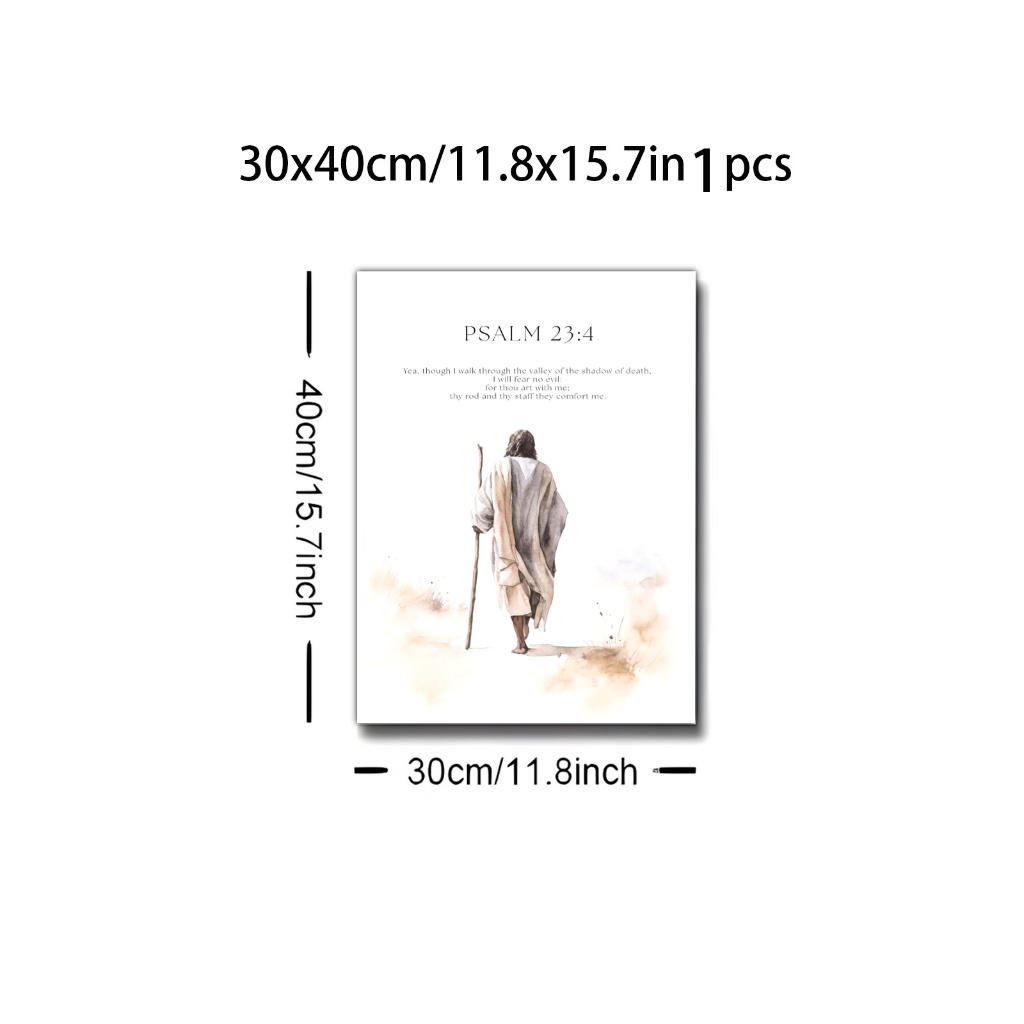 30x40cm/11.8x15.7in 1 pcs
PSALM 23:4
Yea, though I walk through the valley of the shadow of death,
I will fear no evil:
for thou art with me;
thy rod and thy staff they comfort me.
40cm/15.7inch
30cm/11.8inch